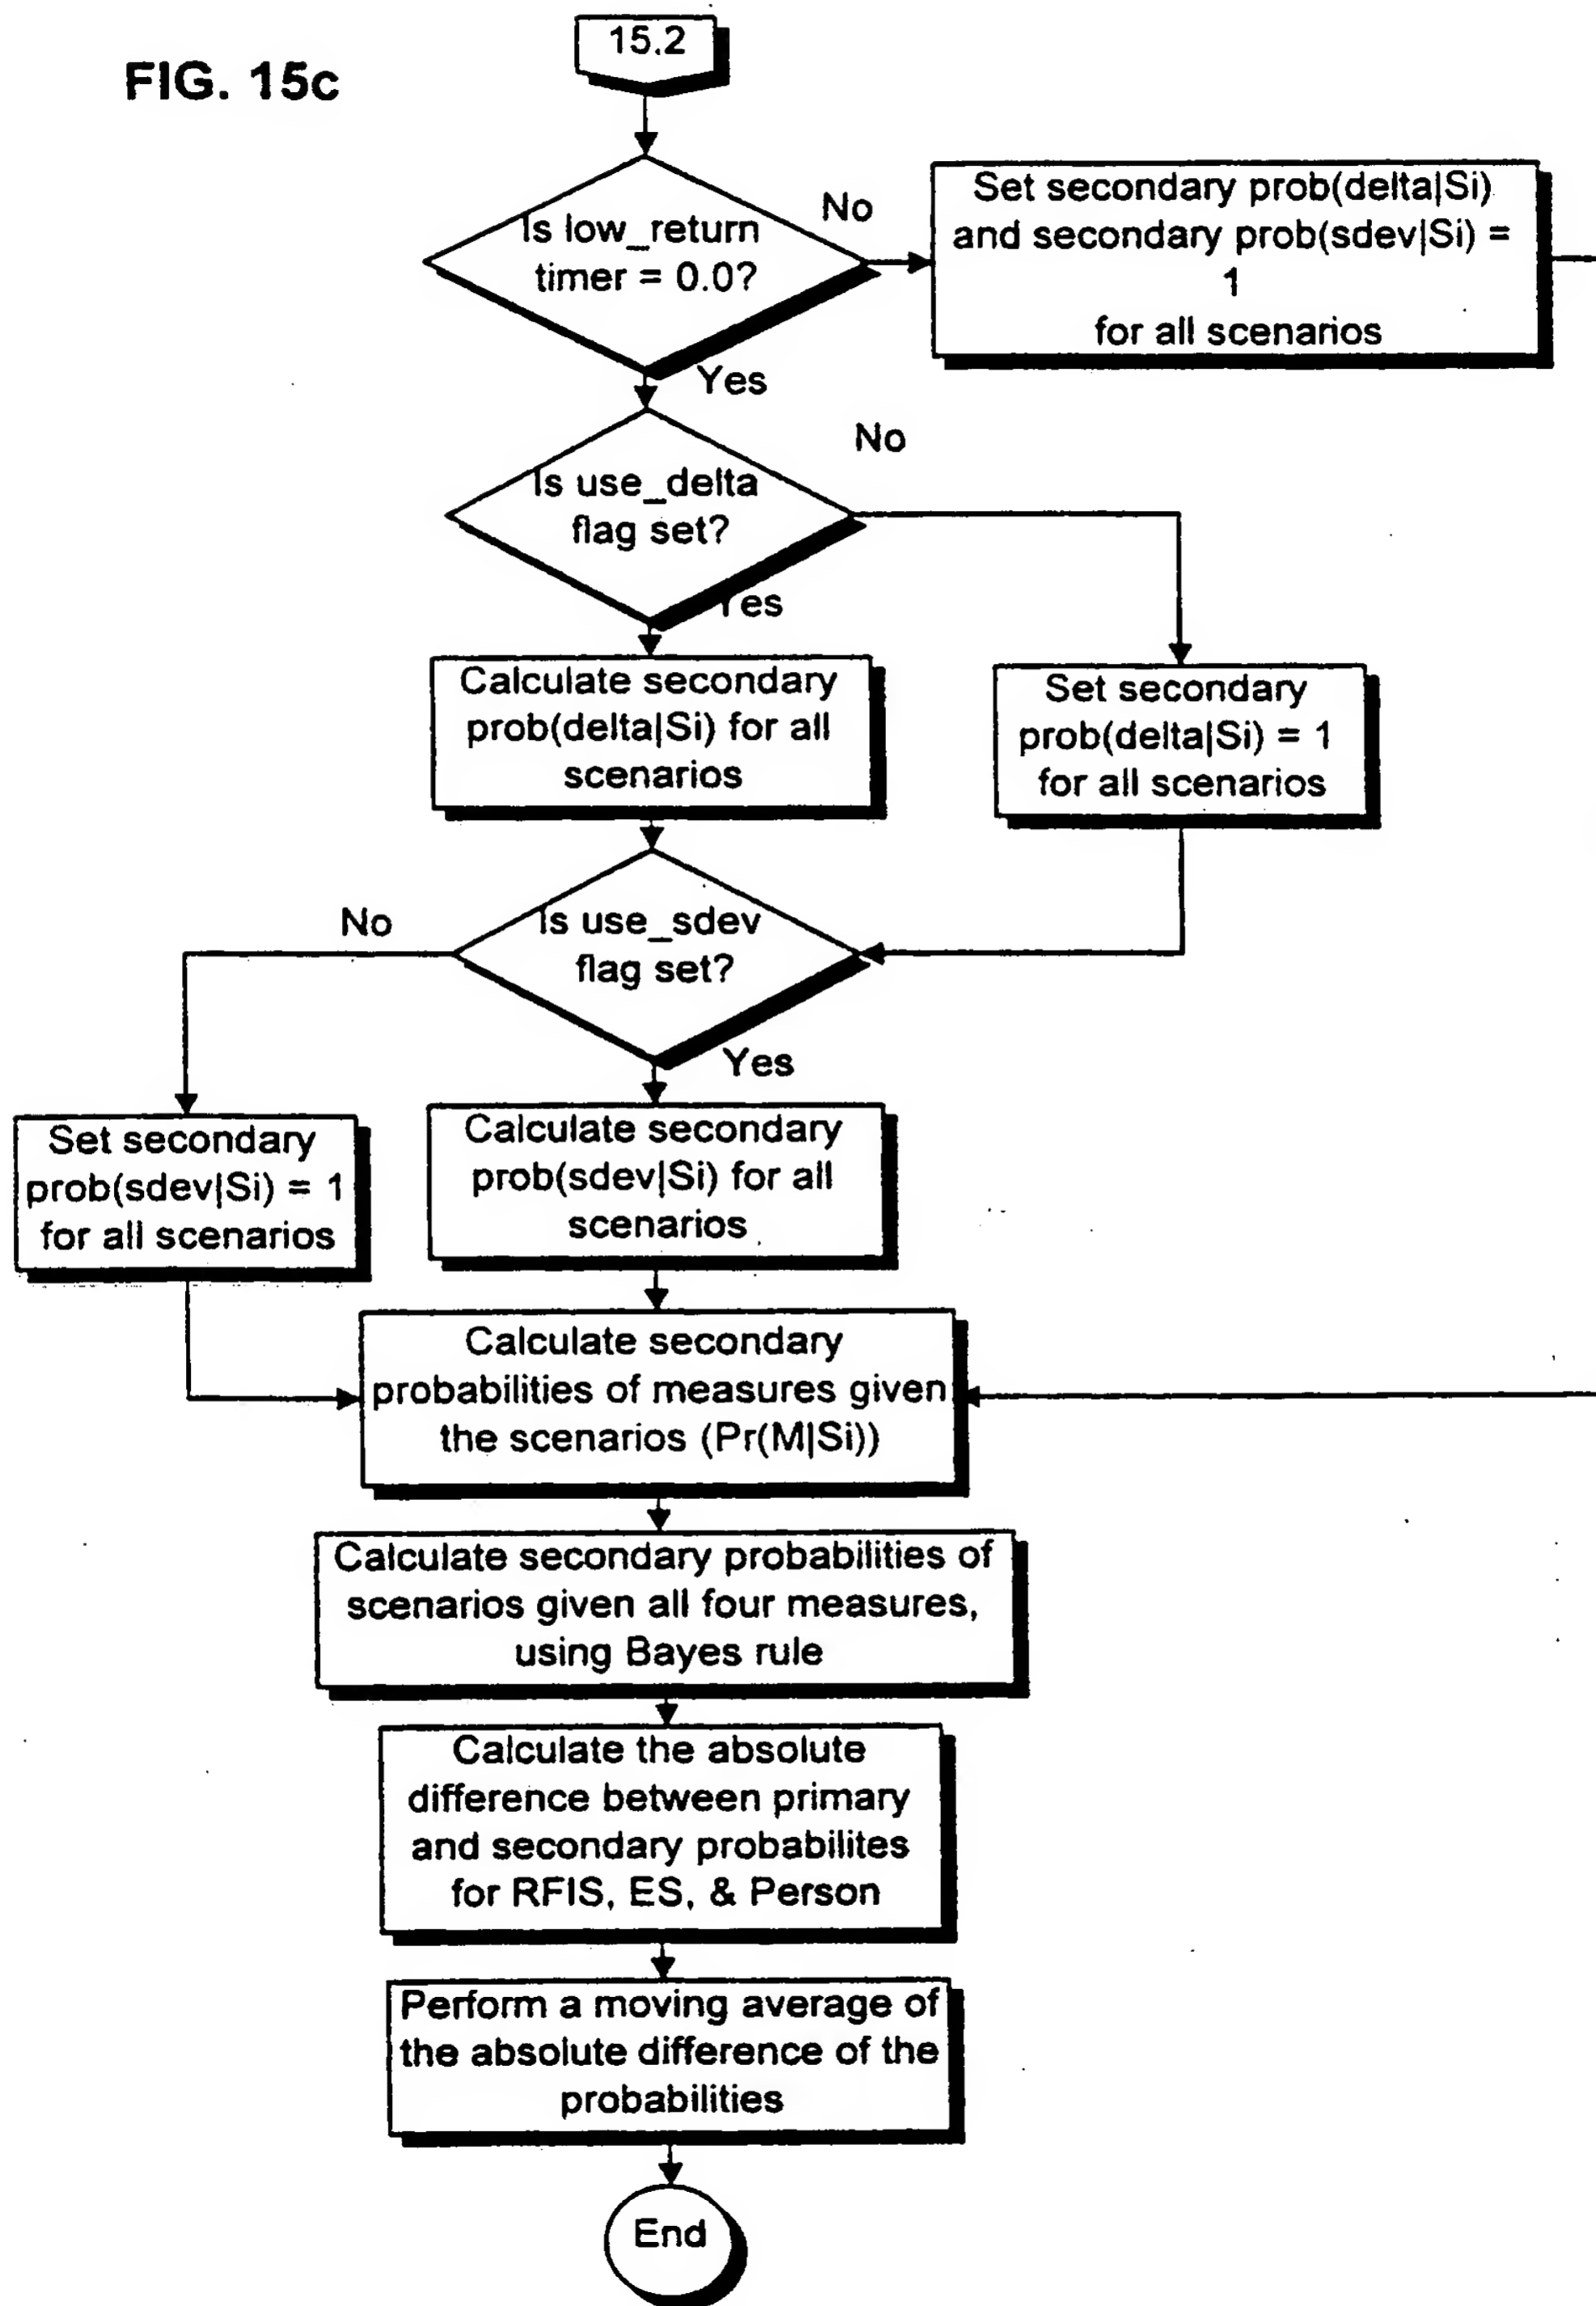 FIG. 15c
15.2
Is low_return
timer = 0.0?
No
Set secondary prob(delta|Si)
and secondary prob(sdev|Si) =
1
for all scenarios
Yes
Is use_delta
flag set?
No
Yes
Calculate secondary
prob(delta|Si) for all
scenarios
Set secondary
prob(delta|Si) = 1
for all scenarios
No
Is use_sdev
flag set?
Yes
Set secondary
prob(sdev|Si) = 1
for all scenarios
Calculate secondary
prob(sdev|Si) for all
scenarios
Calculate secondary
probabilities of measures given
the scenarios (Pr(M|Si))
Calculate secondary probabilities of
scenarios given all four measures,
using Bayes rule
Calculate the absolute
difference between primary
and secondary probabilites
for RFIS, ES, & Person
Perform a moving average of
the absolute difference of the
probabilities
End